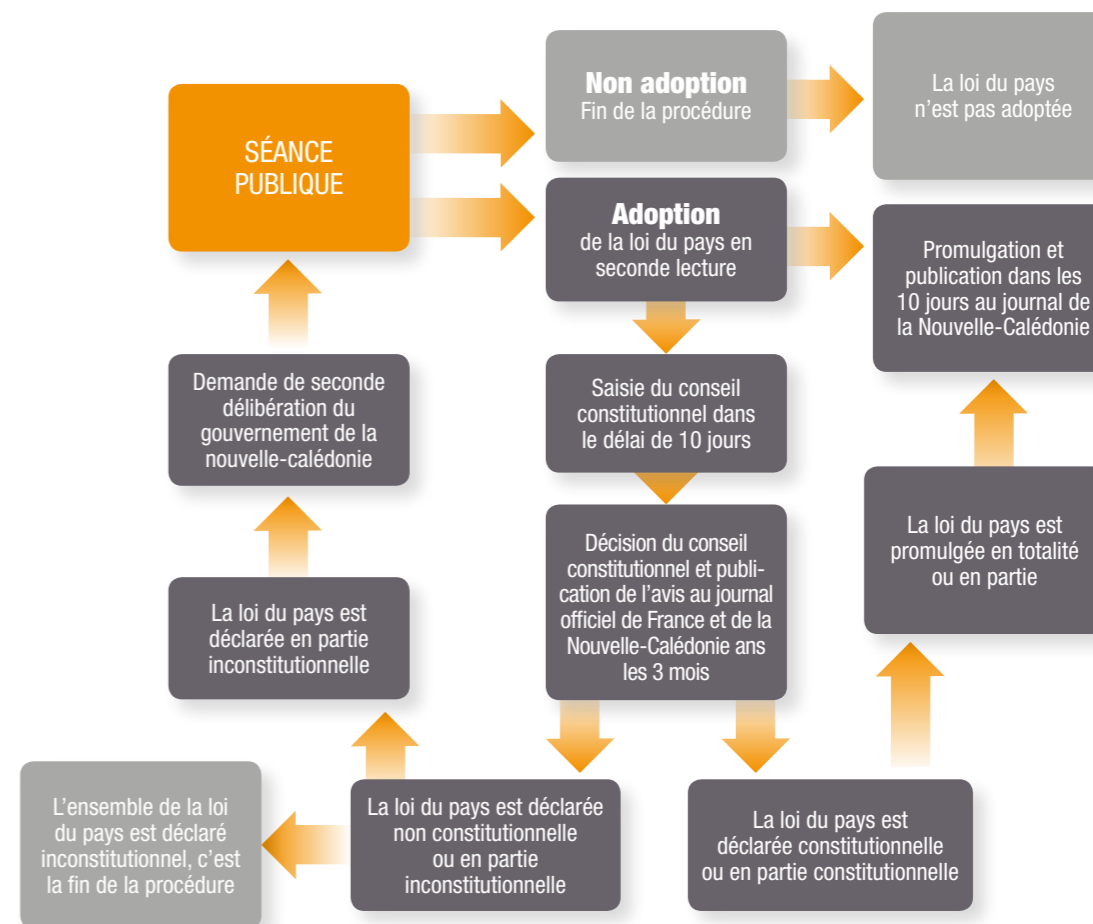 SÉANCE
PUBLIQUE
Non adoption
Fin de la procédure
La loi du pays
n'est pas adoptée
Adoption
de la loi du pays en
seconde lecture
Promulgation et
publication dans les
10 jours au journal de
la Nouvelle-Calédonie
Demande de seconde
délibération du
gouvernement de la
nouvelle-calédonie
Saisie du conseil
constitutionnel dans
le délai de 10 jours
La loi du pays est
promulgée en totalité
ou en partie
Décision du conseil
constitutionnel et publi-
cation de l'avis au journal
officiel de France et de la
Nouvelle-Calédonie ans
les 3 mois
La loi du pays est
déclarée en partie
inconstitutionnelle
L'ensemble de la loi
du pays est déclaré
inconstitutionnel, c'est
la fin de la procédure
La loi du pays est déclarée
non constitutionnelle
ou en partie
inconstitutionnelle
La loi du pays est
déclarée constitutionnelle
ou en partie constitutionnelle